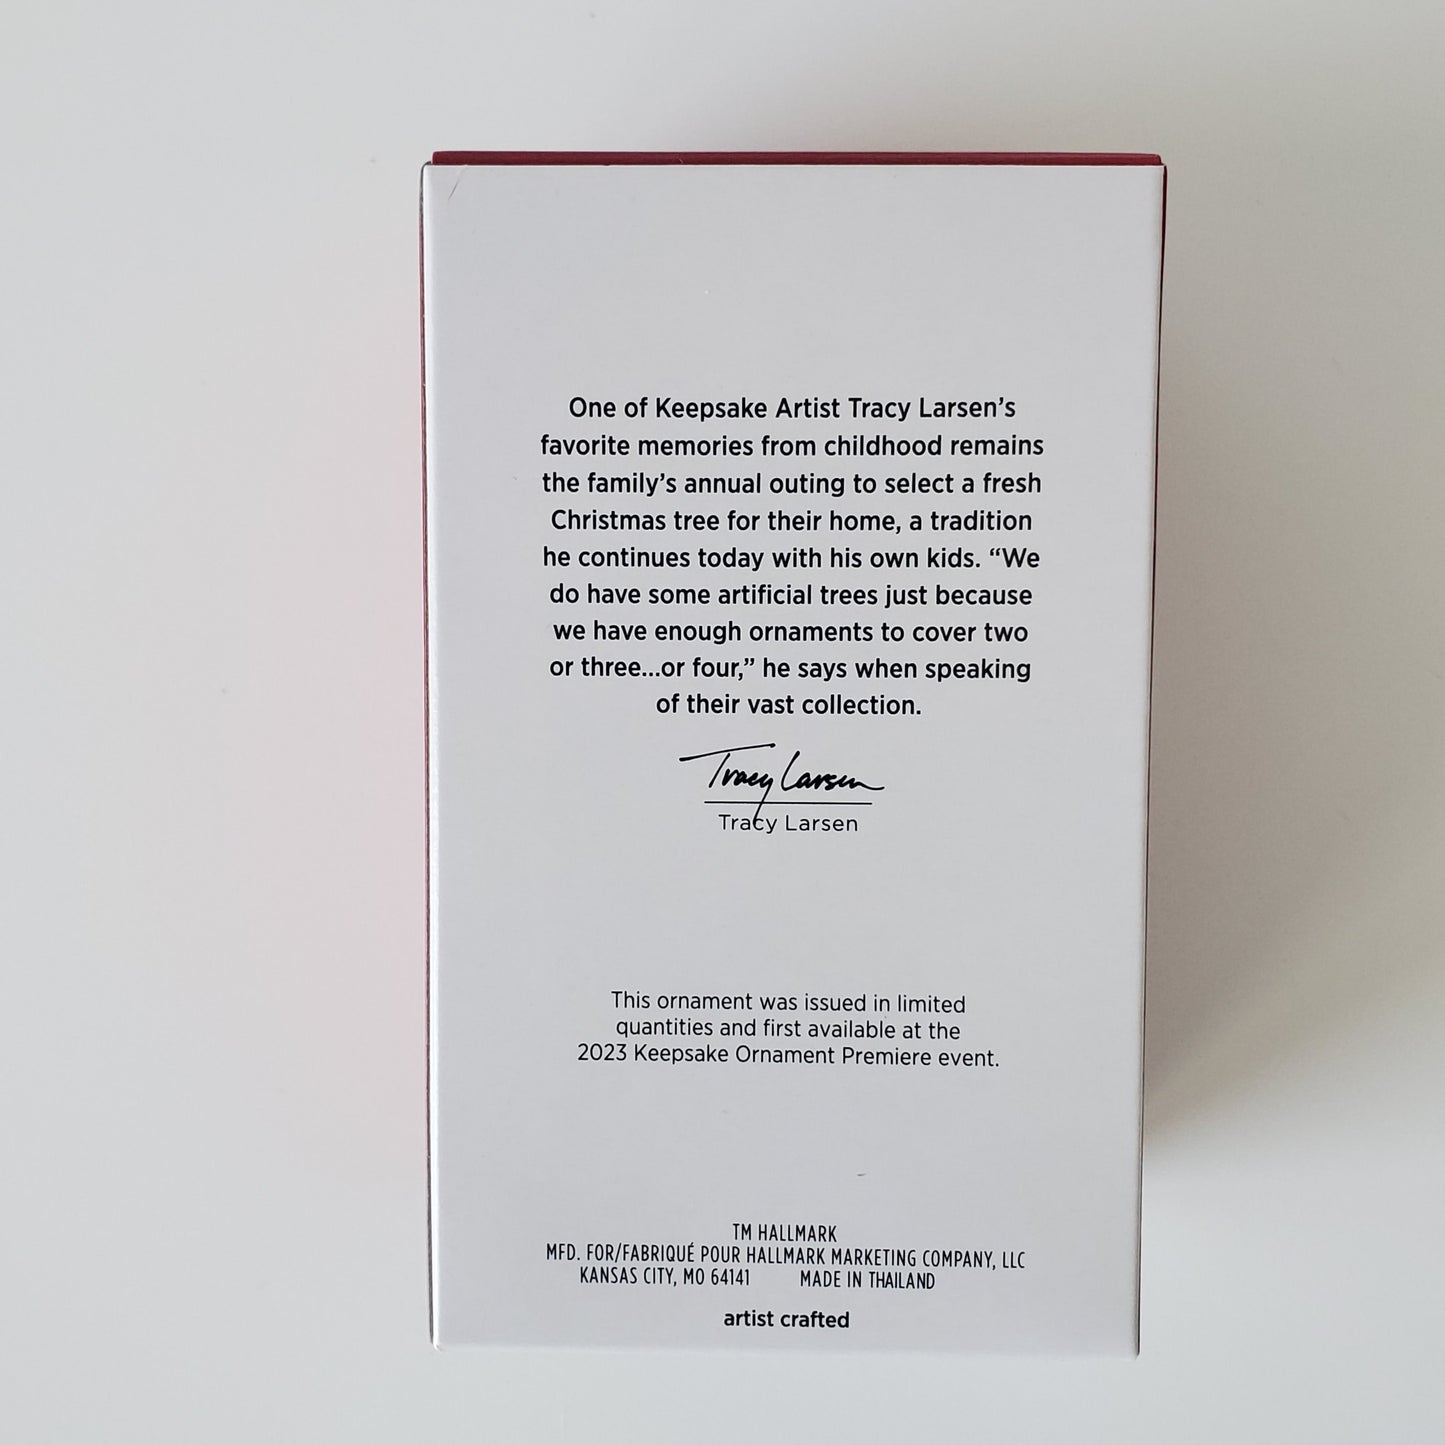 One of Keepsake Artist Tracy Larsen’s
favorite memories from childhood remains
the family’s annual outing to select a fresh
Christmas tree for their home, a tradition
he continues today with his own kids. “We
do have some artificial trees just because
we have enough ornaments to cover two
or three...or four,” he says when speaking
of their vast collection.
Tracy Larsen
Tracy Larsen
This ornament was issued in limited
quantities and first available at the
2023 Keepsake Ornament Premiere event.
TM HALLMARK
MFD. FOR/FABRIQUÉ POUR HALLMARK MARKETING COMPANY, LLC
KANSAS CITY, MO 64141 MADE IN THAILAND
artist crafted